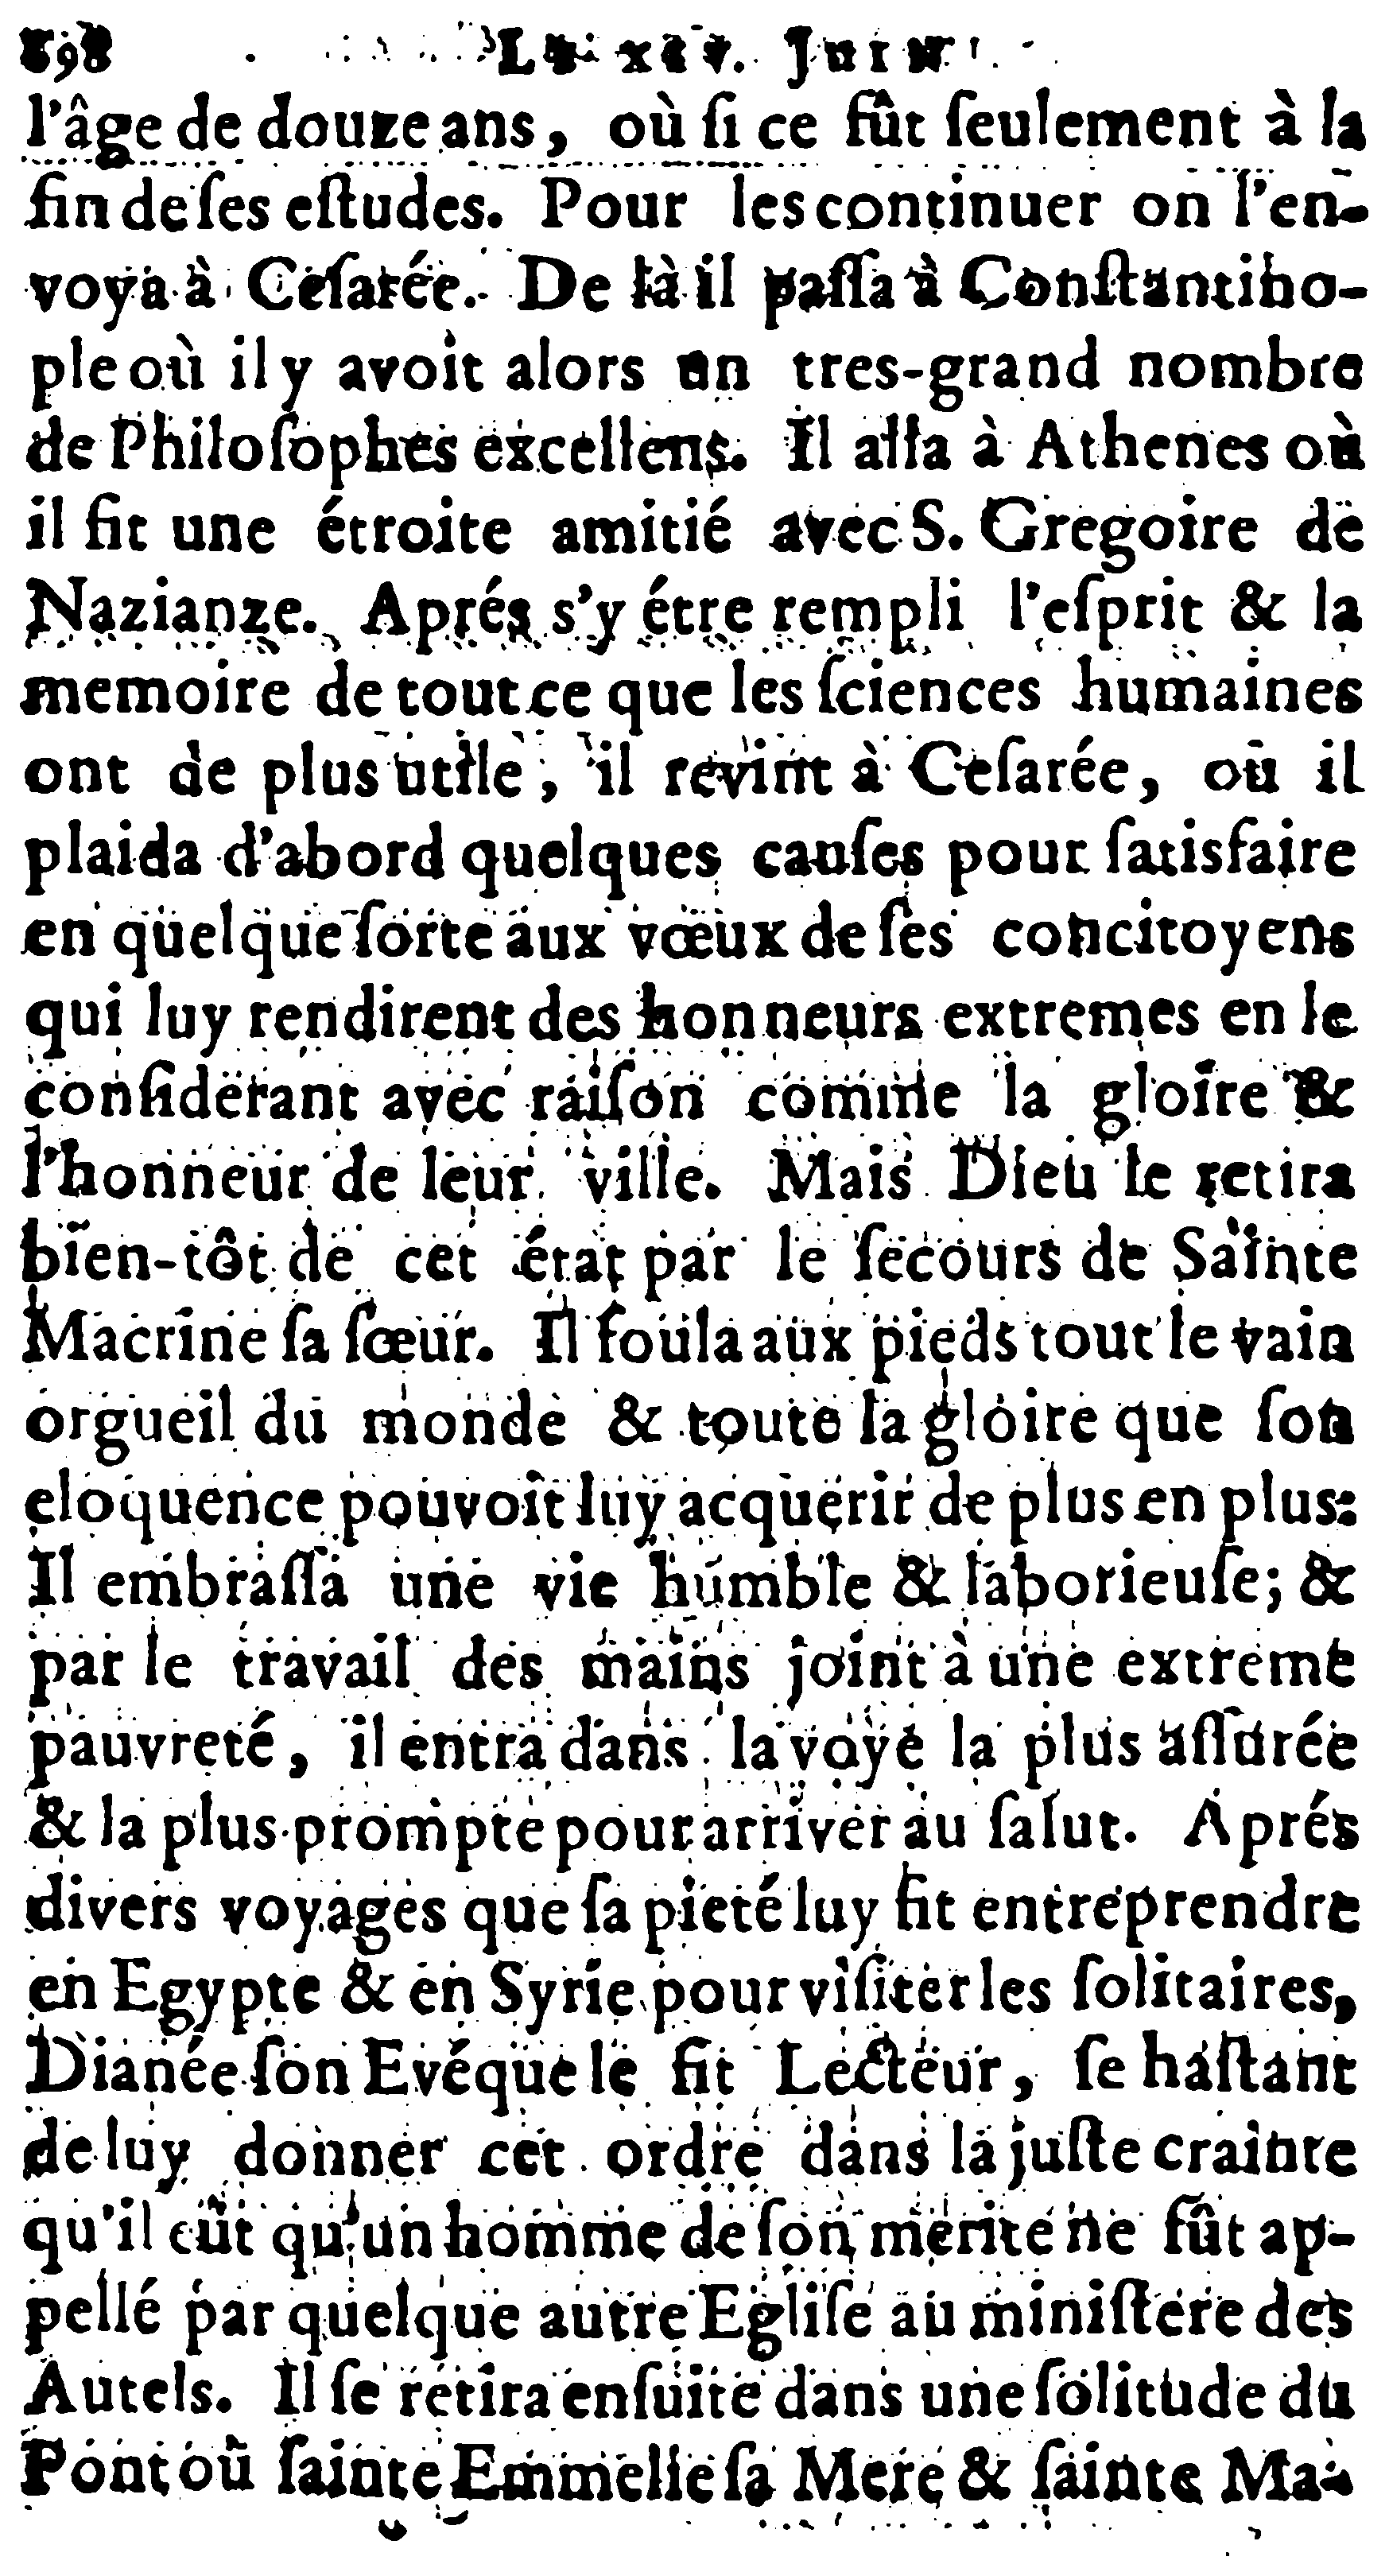 698 LE XIV. JUIN.
l'âge de douze ans, où si ce fût seulement à la
fin de ses estudes. Pour les continuer on l'en-
voya à Cesarée. De là il passa à Constantino-
ple où il y avoit alors un tres-grand nombre
de Philosophes excellens. Il alla à Athenes où
il fit une étroite amitié avec S. Gregoire de
Nazianze. Aprés s'y étre rempli l'esprit & la
memoire de tout ce que les sciences humaines
ont de plus utile, il revint à Cesarée, où il
plaida d'abord quelques causes pour satisfaire
en quelque sorte aux vœux de ses concitoyens
qui luy rendirent des honneurs extremes en le
considerant avec raison comme la gloire &
l'honneur de leur ville. Mais Dieu le retira
bien-tôt de cet état par le secours de Sainte
Macrine sa sœur. Il foula aux pieds tout le vain
orgueil du monde & toute la gloire que son
eloquence pouvoit luy acquerir de plus en plus:
Il embrassa une vie humble & laborieuse; &
par le travail des mains joint à une extreme
pauvreté, il entra dans la voye la plus assurée
& la plus prompte pour arriver au salut. Aprés
divers voyages que sa pieté luy fit entreprendre
en Egypte & en Syrie pour visiter les solitaires,
Dianée son Evéque le fit Lecteur, se hastant
de luy donner cet ordre dans la juste crainte
qu'il eût qu'un homme de son merite ne fût ap-
pellé par quelque autre Eglise au ministere des
Autels. Il se retira ensuite dans une solitude du
Pont où sainte Emmelie sa Mere & sainte Ma-